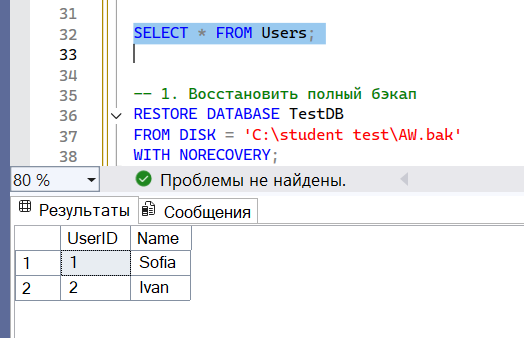 31
32 SELECT * FROM Users;
33
34
35 -- 1. Восстановить полный бэкап
36 RESTORE DATABASE TestDB
37 FROM DISK = 'C:\student test\AW.bak'
38 WITH NORECOVERY;
80 % Проблемы не найдены.
Результаты Сообщения
UserID Name
1 1 Sofia
2 2 Ivan